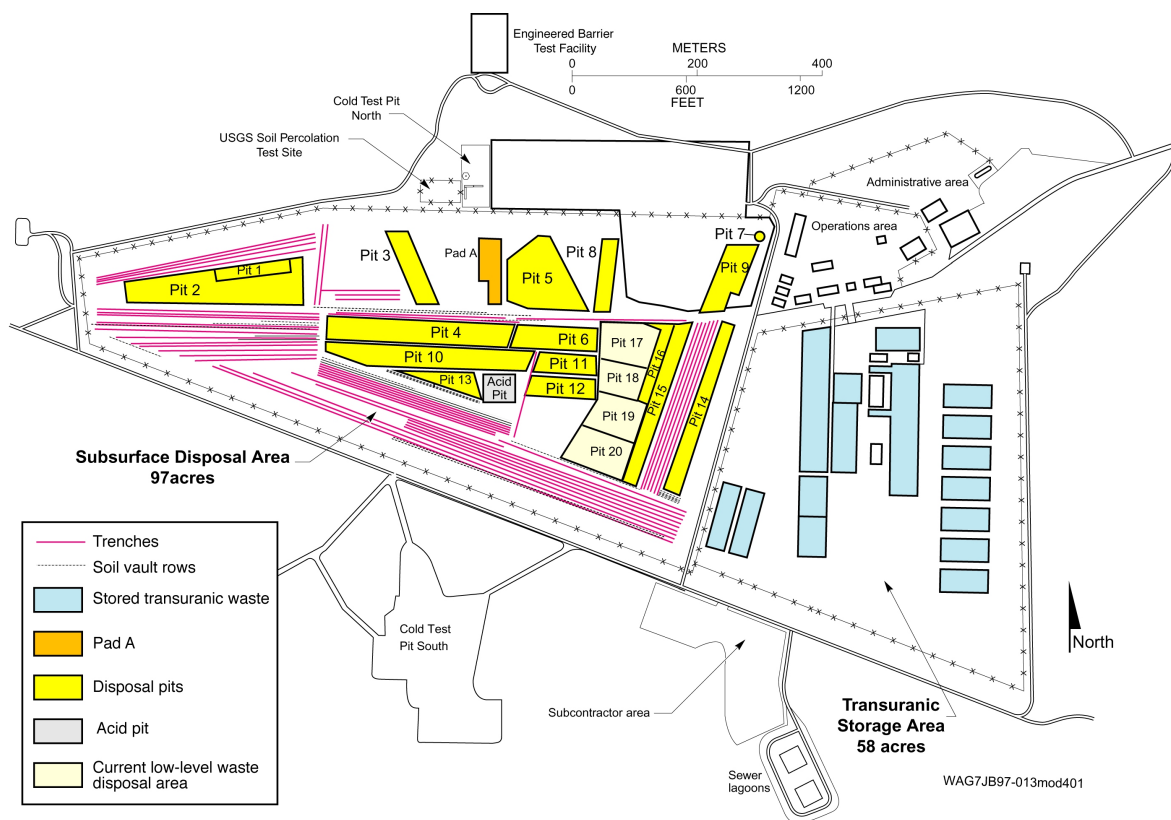 Engineered Barrier
Test Facility
METERS
0
200
400
0
600
1200
FEET
Cold Test Pit
North
USGS Soil Percolation
Test Site
Administrative area
Operations area
Pit 7
Pit 3
Pad A
Pit 5
Pit 8
Pit 9
Pit 1
Pit 2
Pit 4
Pit 6
Pit 17
Pit 16
Pit 10
Pit 11
Pit 18
Pit 13
Acid
Pit
Pit 12
Pit 15
Pit 14
Pit 19
Pit 20
Subsurface Disposal Area
97acres
Trenches
Soil vault rows
Stored transuranic waste
Pad A
Disposal pits
Acid pit
Current low-level waste
disposal area
Cold Test
Pit South
North
Subcontractor area
Transuranic
Storage Area
58 acres
Sewer
lagoons
WAG7JB97-013mod401